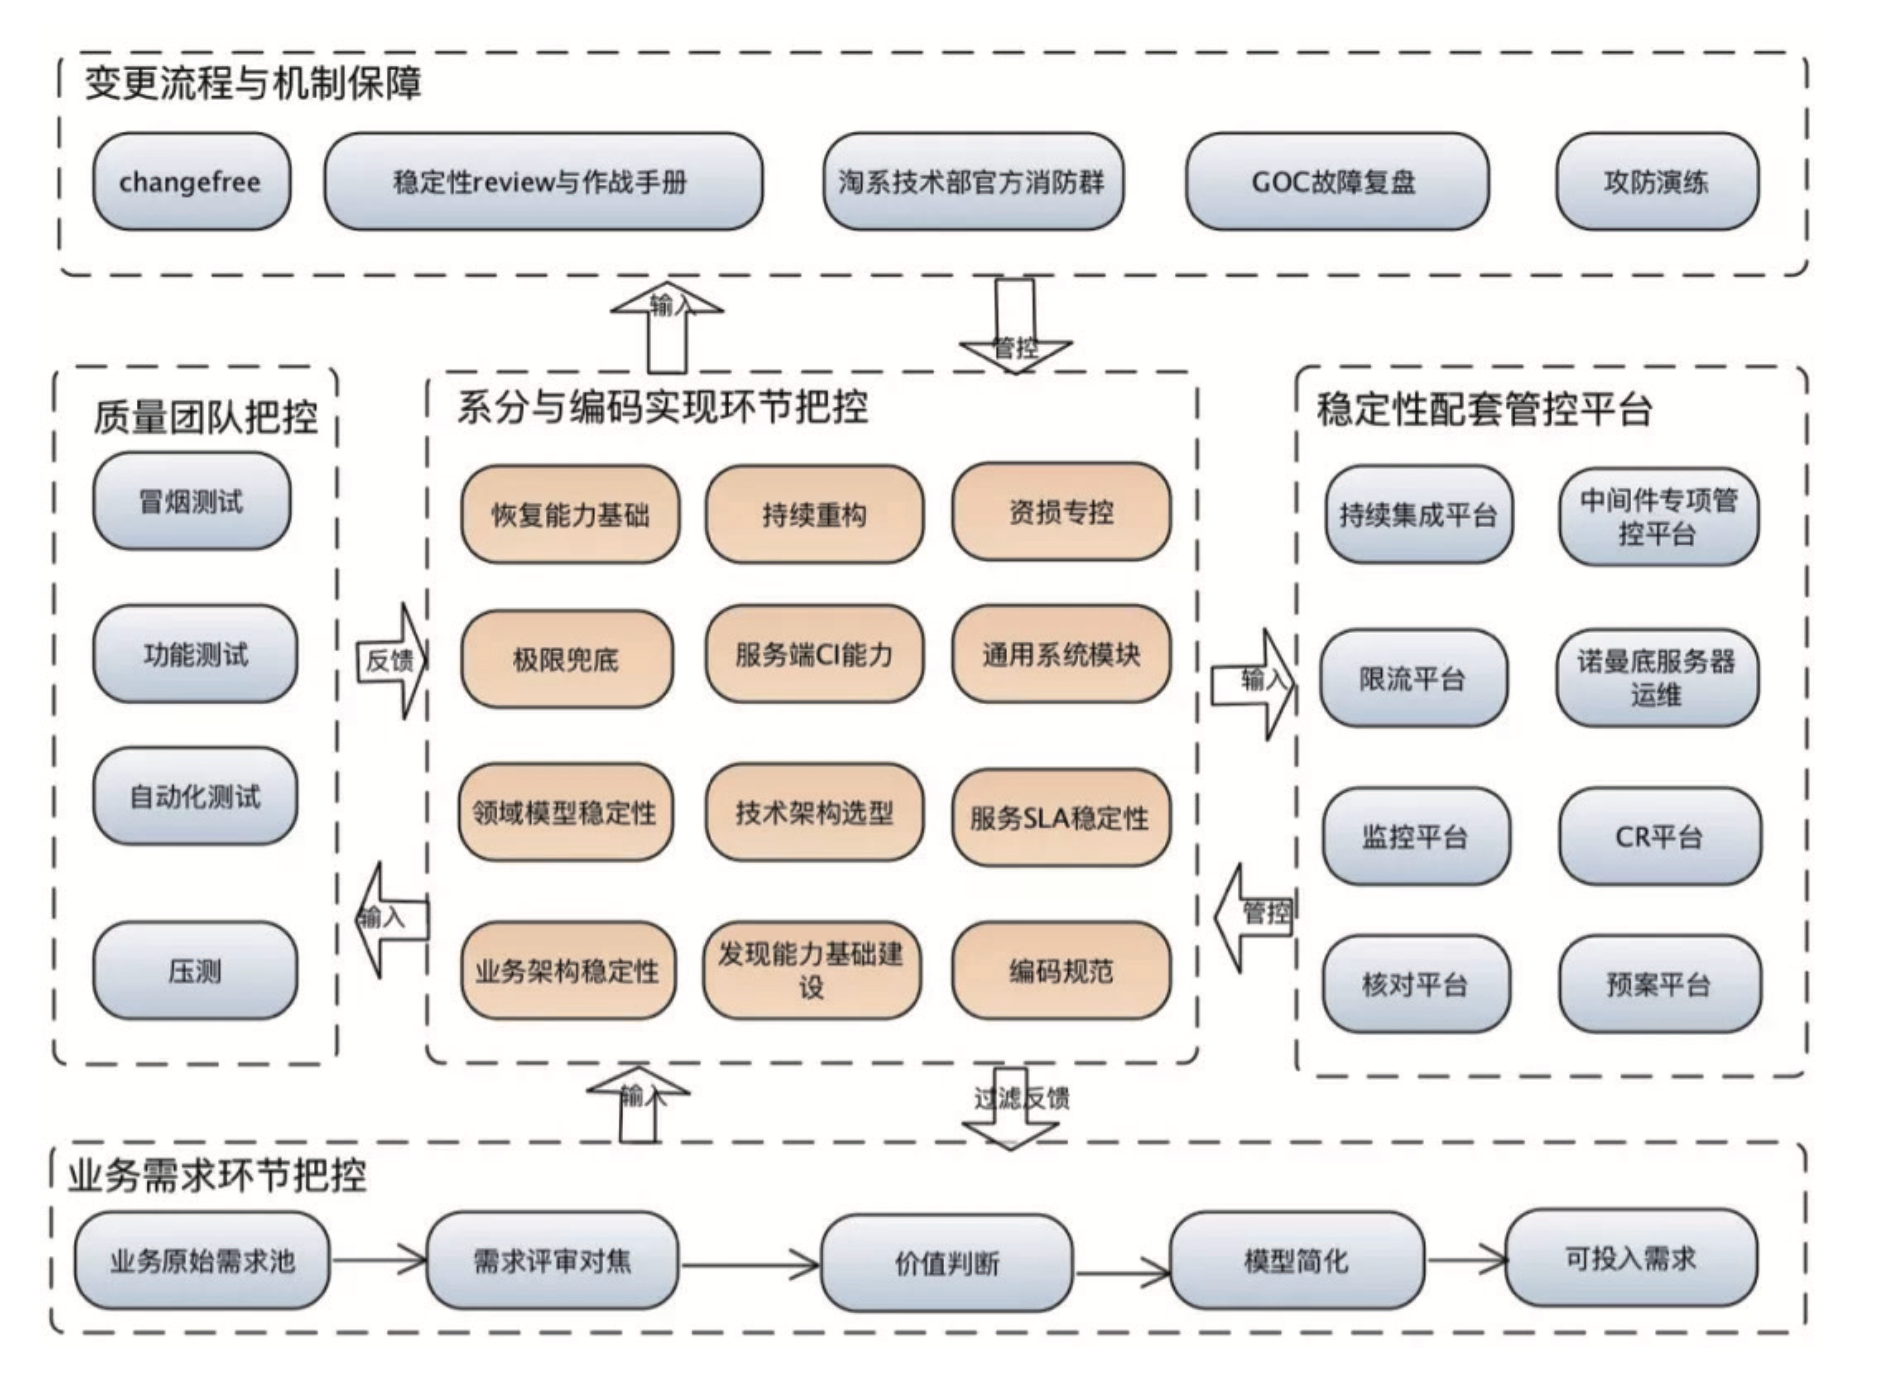 变更流程与机制保障
changefree
稳定性review与作战手册
淘系技术部官方消防群
GOC故障复盘
攻防演练
输入
管控
质量团队把控
冒烟测试
功能测试
自动化测试
压测
反馈
输入
系分与编码实现环节把控
恢复能力基础
持续重构
资损专控
极限兜底
服务端CI能力
通用系统模块
领域模型稳定性
技术架构选型
服务SLA稳定性
业务架构稳定性
发现能力基础建
设
编码规范
输入
管控
稳定性配套管控平台
持续集成平台
中间件专项管
控平台
限流平台
诺曼底服务器
运维
监控平台
CR平台
核对平台
预案平台
输入
过滤反馈
业务需求环节把控
业务原始需求池
需求评审对焦
价值判断
模型简化
可投入需求